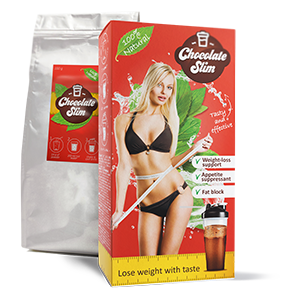 100% Natural
Chocolate
Slim
Tasty
and
effective
Weight-loss
support
Appetite
suppressant
Fat block
Lose weight with taste
Chocolate
Slim